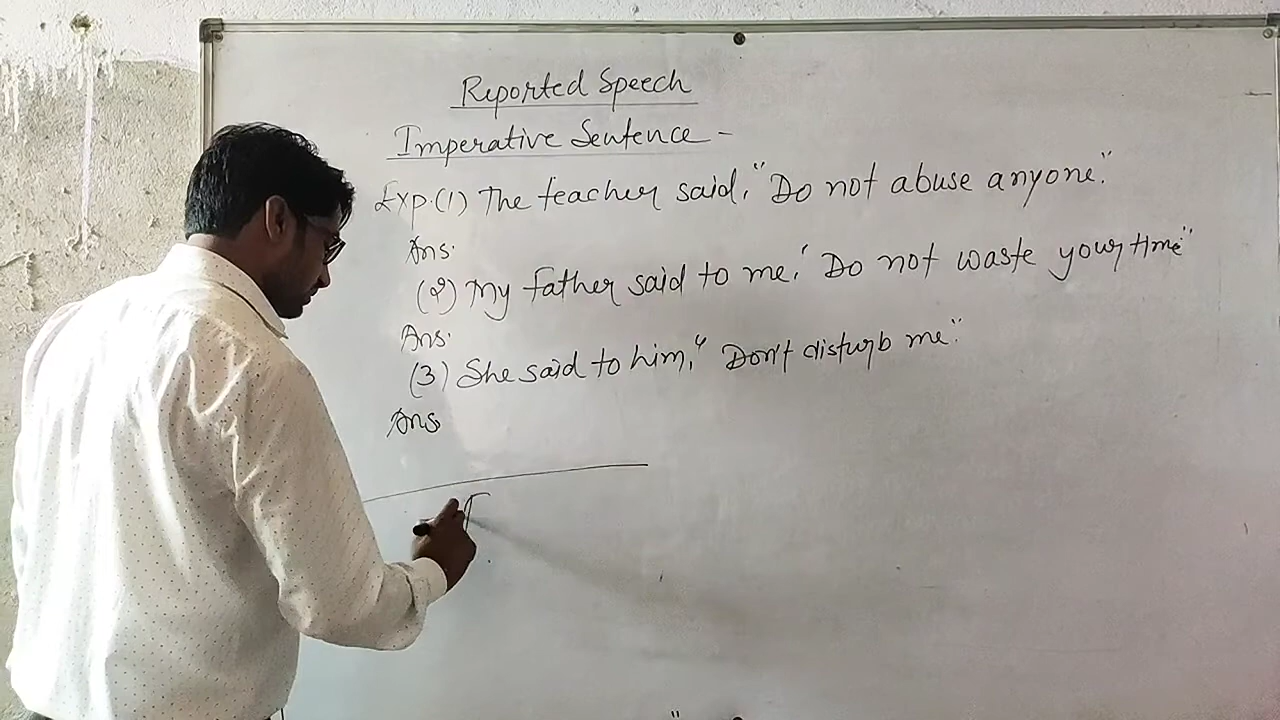 Reported Speech
Imperative Sentence -
Exp.(1) The teacher said, "Do not abuse anyone."
Ans.
(2) My father said to me, "Do not waste your time"
Ans.
(3) She said to him, "Don't disturb me."
Ans.